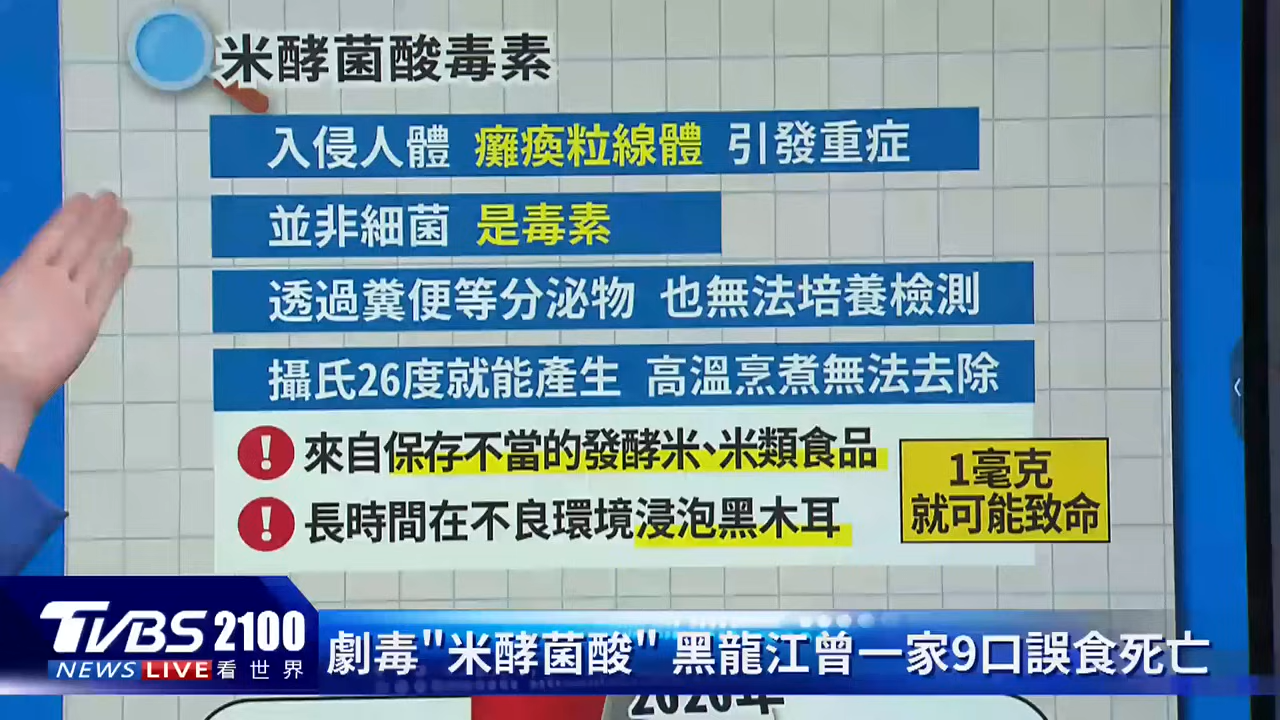 米酵菌酸毒素
入侵人體 癱瘓粒線體 引發重症
並非細菌 是毒素
透過糞便等分泌物 也無法培養檢測
攝氏26度就能產生 高溫烹煮無法去除
來自保存不當的發酵米、米類食品
長時間在不良環境浸泡黑木耳
1毫克
就可能致命
TVBS 2100
NEWS LIVE 看世界
劇毒"米酵菌酸" 黑龍江曾一家9口誤食死亡
2020年